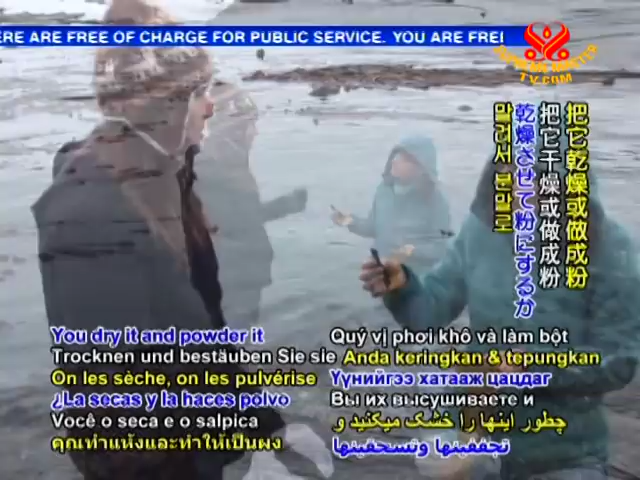 ERE ARE FREE OF CHARGE FOR PUBLIC SERVICE. YOU ARE FREE
SUPREME MASTER
TV.COM
把它乾燥或做成粉
把它干燥或做成粉
乾燥させて粉にするか
말려서 분말로
You dry it and powder it
Trocknen und bestäuben Sie sie
On les sèche, on les pulvérise
¿La secas y la haces polvo
Você o seca e o salpica
คุณทำแห้งและทำให้เป็นผง
Quý vị phơi khô và làm bột
Anda keringkan & tepungkan
Үүнийгээ хатааж цацдаг
Вы их высушиваете и
چطور اینها را خشک میکنید و
تجففينها وتسحقينها